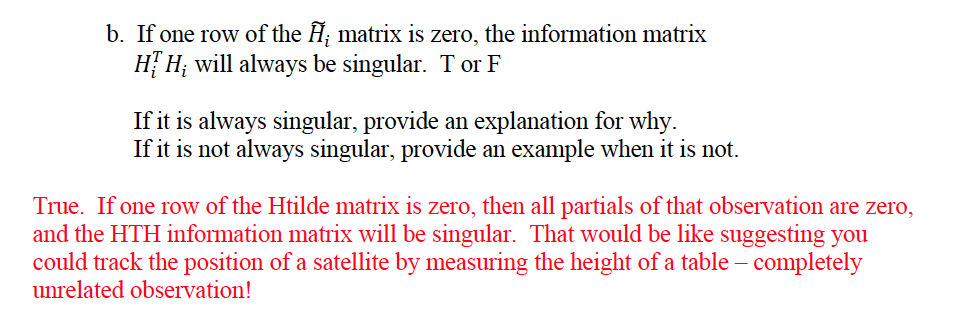 b. If one row of the H̃ᵢ matrix is zero, the information matrix
Hᵢᵀ Hᵢ will always be singular. T or F
If it is always singular, provide an explanation for why.
If it is not always singular, provide an example when it is not.
True. If one row of the Htilde matrix is zero, then all partials of that observation are zero,
and the HTH information matrix will be singular. That would be like suggesting you
could track the position of a satellite by measuring the height of a table – completely
unrelated observation!